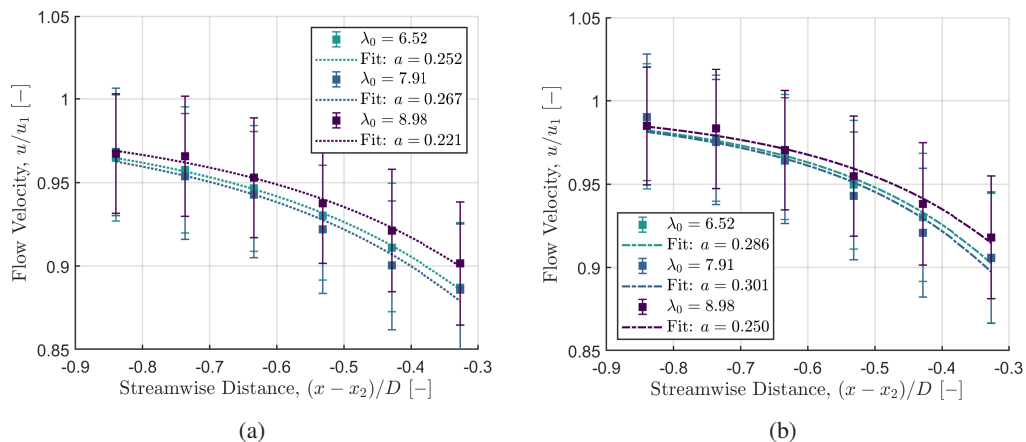 1.05
1
0.95
0.9
0.85
Flow Velocity, u/u₁ [−]
λ₀ = 6.52
Fit: a = 0.252
λ₀ = 7.91
Fit: a = 0.267
λ₀ = 8.98
Fit: a = 0.221
-0.9 -0.8 -0.7 -0.6 -0.5 -0.4 -0.3
Streamwise Distance, (x − x₂)/D [−]
(a)
1.05
1
0.95
0.9
0.85
Flow Velocity, u/u₁ [−]
λ₀ = 6.52
Fit: a = 0.286
λ₀ = 7.91
Fit: a = 0.301
λ₀ = 8.98
Fit: a = 0.250
-0.9 -0.8 -0.7 -0.6 -0.5 -0.4 -0.3
Streamwise Distance, (x − x₂)/D [−]
(b)